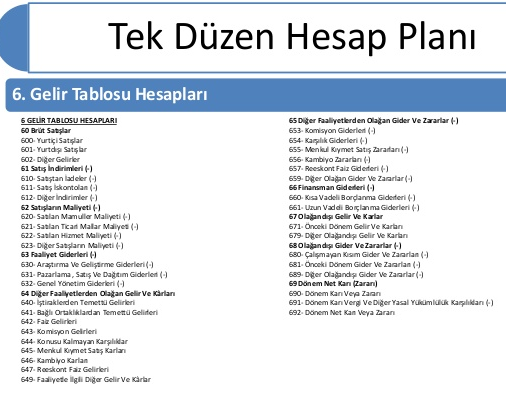 Tek Düzen Hesap Planı
6. Gelir Tablosu Hesapları
6 GELİR TABLOSU HESAPLARI
60 Brüt Satışlar
600- Yurtiçi Satışlar
601- Yurtdışı Satışlar
602- Diğer Gelirler
61 Satış İndirimleri (-)
610- Satıştan İadeler (-)
611- Satış İskontoları (-)
612- Diğer İndirimler (-)
62 Satışların Maliyeti (-)
620- Satılan Mamuller Maliyeti (-)
621- Satılan Ticari Mallar Maliyeti (-)
622- Satılan Hizmet Maliyeti (-)
623- Diğer Satışların Maliyeti (-)
63 Faaliyet Giderleri (-)
630- Araştırma Ve Geliştirme Giderleri (-)
631- Pazarlama, Satış Ve Dağıtım Giderleri (-)
632- Genel Yönetim Giderleri (-)
64 Diğer Faaliyetlerden Olağan Gelir Ve Kârları
640- İştiraklerden Temettü Gelirleri
641- Bağlı Ortaklıklardan Temettü Gelirleri
642- Faiz Gelirleri
643- Komisyon Gelirleri
644- Konusu Kalmayan Karşılıklar
645- Menkul Kıymet Satış Karları
646- Kambiyo Karları
647- Reeskont Faiz Gelirleri
649- Faaliyetle İlgili Diğer Gelir Ve Kârlar
65 Diğer Faaliyetlerden Olağan Gider Ve Zararlar (-)
653- Komisyon Giderleri (-)
654- Karşılık Giderleri (-)
655- Menkul Kıymet Satış Zararları (-)
656- Kambiyo Zararları (-)
657- Reeskont Faiz Giderleri (-)
659- Diğer Olağan Gider Ve Zararlar (-)
66 Finansman Giderleri (-)
660- Kısa Vadeli Borçlanma Giderleri (-)
661- Uzun Vadeli Borçlanma Giderleri (-)
67 Olağandışı Gelir Ve Karlar
671- Önceki Dönem Gelir Ve Karları
679- Diğer Olağandışı Gelir Ve Karları
68 Olağandışı Gider Ve Zararlar (-)
680- Çalışmayan Kısım Gider Ve Zararları (-)
681- Önceki Dönem Gider Ve Zararları (-)
689- Diğer Olağandışı Gider Ve Zararlar (-)
69 Dönem Net Karı (Zararı)
690- Dönem Karı Veya Zararı
691- Dönem Karı Vergi Ve Diğer Yasal Yükümlülük Karşılıkları (-)
692- Dönem Net Karı Veya Zararı